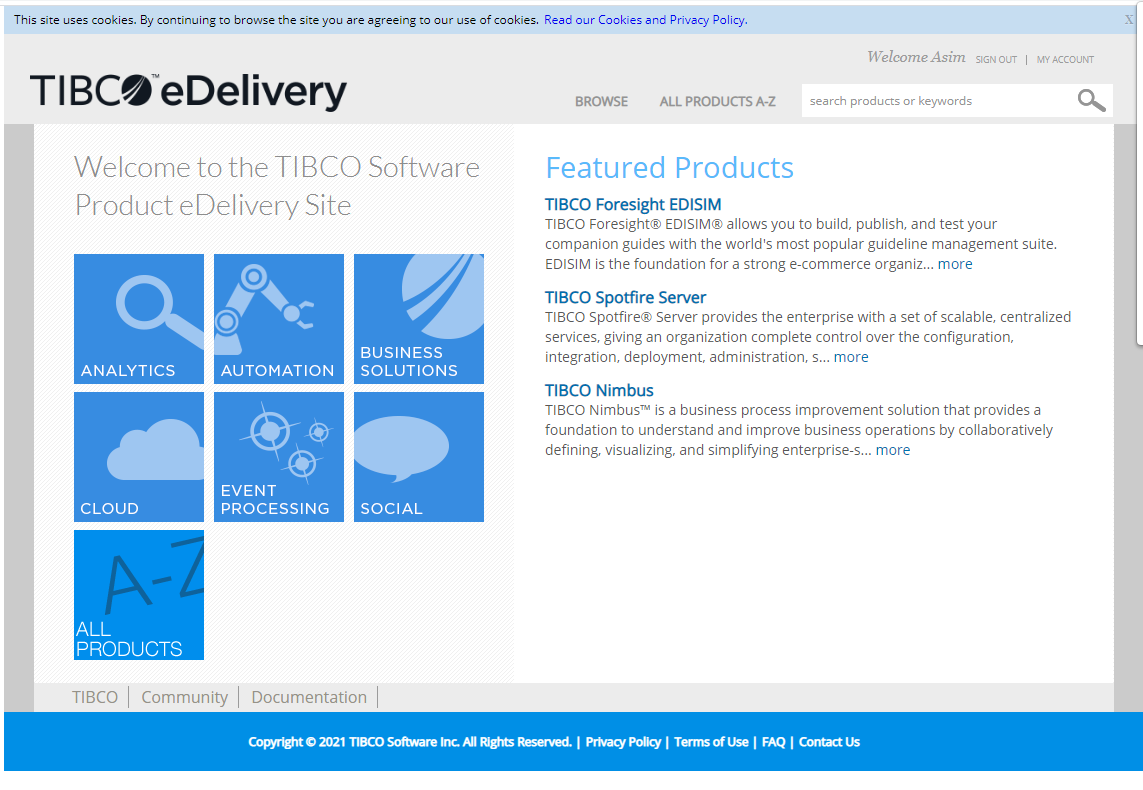 This site uses cookies. By continuing to browse the site you are agreeing to our use of cookies. Read our Cookies and Privacy Policy.
X
Welcome Asim SIGN OUT | MY ACCOUNT
TIBCO™ eDelivery
BROWSE ALL PRODUCTS A-Z search products or keywords
Welcome to the TIBCO Software
Product eDelivery Site
ANALYTICS
AUTOMATION
BUSINESS
SOLUTIONS
CLOUD
EVENT
PROCESSING
SOCIAL
A-Z
ALL
PRODUCTS
Featured Products
TIBCO Foresight EDISIM
TIBCO Foresight® EDISIM® allows you to build, publish, and test your
companion guides with the world's most popular guideline management suite.
EDISIM is the foundation for a strong e-commerce organiz... more
TIBCO Spotfire Server
TIBCO Spotfire® Server provides the enterprise with a set of scalable, centralized
services, giving an organization complete control over the configuration,
integration, deployment, administration, s... more
TIBCO Nimbus
TIBCO Nimbus™ is a business process improvement solution that provides a
foundation to understand and improve business operations by collaboratively
defining, visualizing, and simplifying enterprise-s... more
TIBCO | Community | Documentation |
Copyright © 2021 TIBCO Software Inc. All Rights Reserved. | Privacy Policy | Terms of Use | FAQ | Contact Us